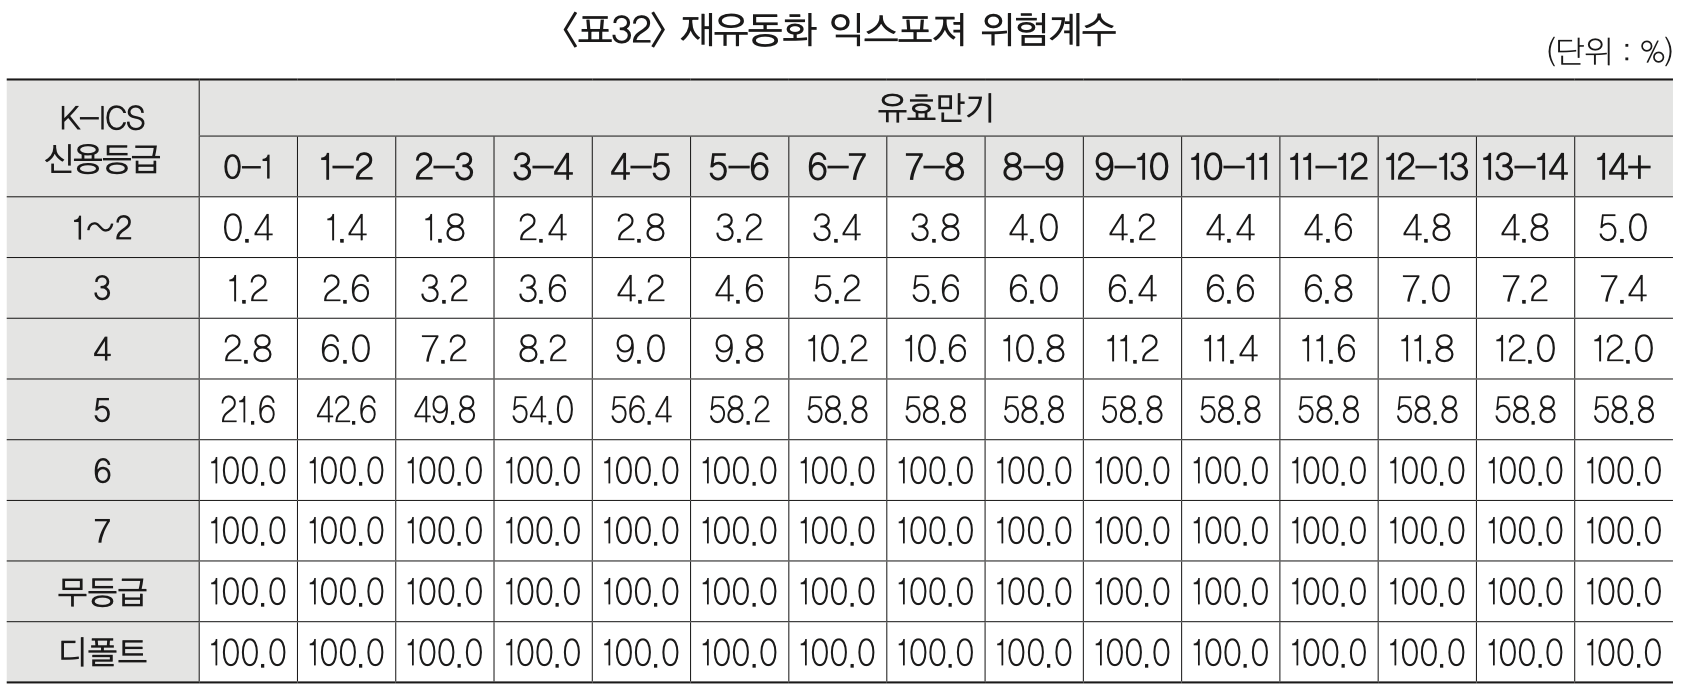 〈표32〉 재유동화 익스포져 위험계수
(단위 : %)
K-ICS 신용등급 유효만기
0-1 1-2 2-3 3-4 4-5 5-6 6-7 7-8 8-9 9-10 10-11 11-12 12-13 13-14 14+
1~2 0.4 1.4 1.8 2.4 2.8 3.2 3.4 3.8 4.0 4.2 4.4 4.6 4.8 4.8 5.0
3 1.2 2.6 3.2 3.6 4.2 4.6 5.2 5.6 6.0 6.4 6.6 6.8 7.0 7.2 7.4
4 2.8 6.0 7.2 8.2 9.0 9.8 10.2 10.6 10.8 11.2 11.4 11.6 11.8 12.0 12.0
5 21.6 42.6 49.8 54.0 56.4 58.2 58.8 58.8 58.8 58.8 58.8 58.8 58.8 58.8 58.8
6 100.0 100.0 100.0 100.0 100.0 100.0 100.0 100.0 100.0 100.0 100.0 100.0 100.0 100.0 100.0
7 100.0 100.0 100.0 100.0 100.0 100.0 100.0 100.0 100.0 100.0 100.0 100.0 100.0 100.0 100.0
무등급 100.0 100.0 100.0 100.0 100.0 100.0 100.0 100.0 100.0 100.0 100.0 100.0 100.0 100.0 100.0
디폴트 100.0 100.0 100.0 100.0 100.0 100.0 100.0 100.0 100.0 100.0 100.0 100.0 100.0 100.0 100.0